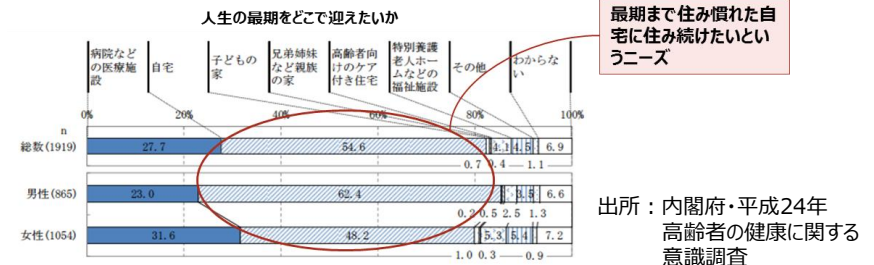 人生の最期をどこで迎えたいか
最期まで住み慣れた自
宅に住み続けたいとい
うニーズ
病院など
の医療施
設
自宅
子どもの
家
兄弟姉妹
など親族
の家
高齢者向
けのケア
付き住宅
特別養護
老人ホー
ムなどの
福祉施設
その他
わからな
い
0% 20% 40% 60% 80% 100%
n
総数(1919) 27.7 54.6 4.1 4.5 6.9
0.7 0.4 1.1
男性(865) 23.0 62.4 3.5 6.6
0.2 0.5 2.5 1.3
女性(1054) 31.6 48.2 5.3 5.4 7.2
1.0 0.3 0.9
出所：内閣府・平成24年
高齢者の健康に関する
意識調査